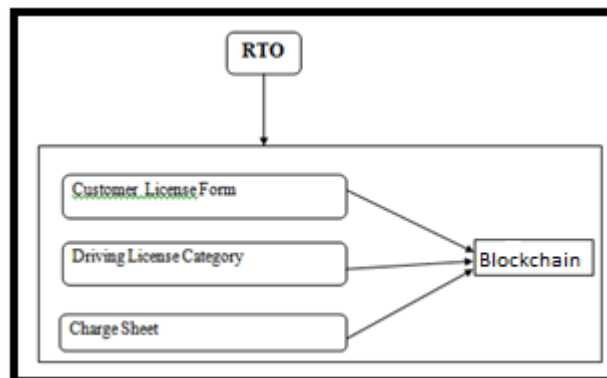 RTO
Customer License Form
Driving License Category
Blockchain
Charge Sheet